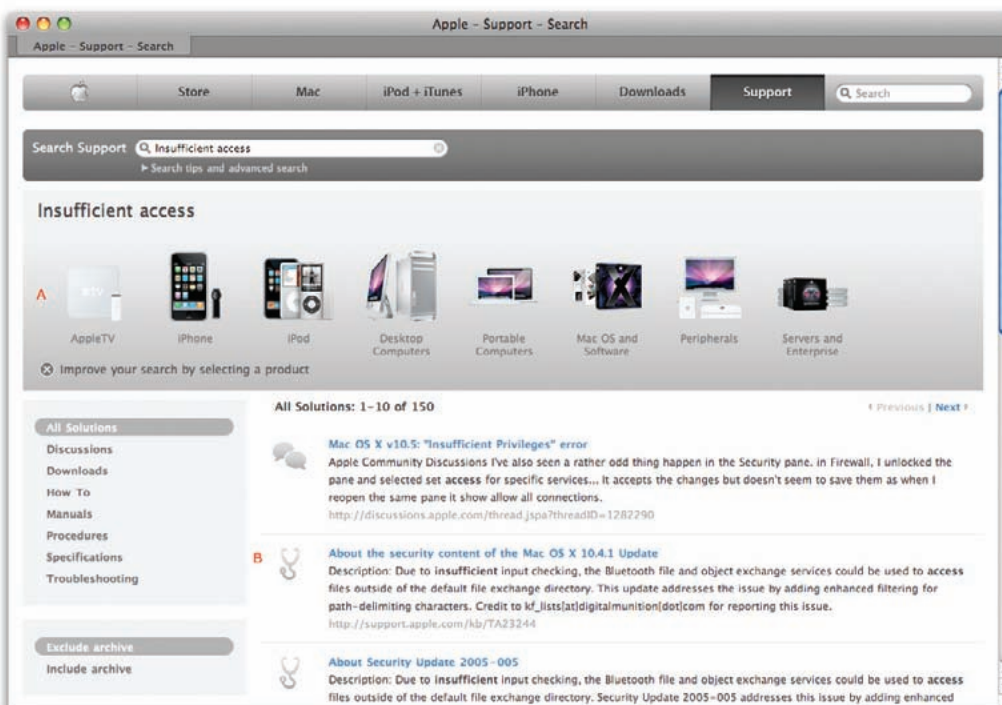 Apple - Support - Search
Apple - Support - Search
Store Mac iPod + iTunes iPhone Downloads Support Search
Search Support Insufficient access
Search tips and advanced search
Insufficient access
A
AppleTV iPhone iPod Desktop Computers Portable Computers Mac OS and Software Peripherals Servers and Enterprise
Improve your search by selecting a product
All Solutions
Discussions
Downloads
How To
Manuals
Procedures
Specifications
Troubleshooting
Exclude archive
Include archive
All Solutions: 1-10 of 150 Previous | Next
Mac OS X v10.5: "Insufficient Privileges" error
Apple Community Discussions I've also seen a rather odd thing happen in the Security pane. in Firewall, I unlocked the
pane and selected set access for specific services... It accepts the changes but doesn't seem to save them as when I
reopen the same pane it show allow all connections.
http://discussions.apple.com/thread.jspa?threadID=1282290
B
About the security content of the Mac OS X 10.4.1 Update
Description: Due to insufficient input checking, the Bluetooth file and object exchange services could be used to access
files outside of the default file exchange directory. This update addresses the issue by adding enhanced filtering for
path-delimiting characters. Credit to kf_lists[at]digitalmunition[dot]com for reporting this issue.
http://support.apple.com/kb/TA23244
About Security Update 2005-005
Description: Due to insufficient input checking, the Bluetooth file and object exchange services could be used to access
files outside of the default file exchange directory. Security Update 2005-005 addresses this issue by adding enhanced